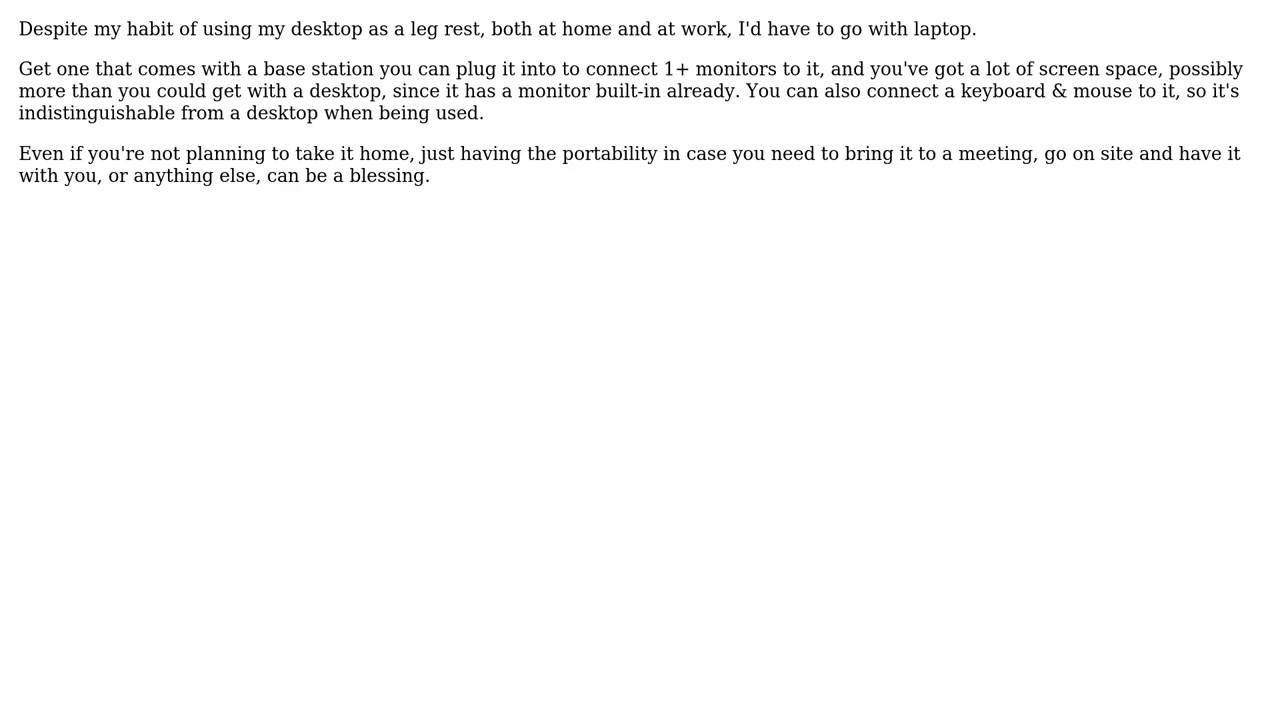 Despite my habit of using my desktop as a leg rest, both at home and at work, I'd have to go with laptop.
Get one that comes with a base station you can plug it into to connect 1+ monitors to it, and you've got a lot of screen space, possibly
more than you could get with a desktop, since it has a monitor built-in already. You can also connect a keyboard & mouse to it, so it's
indistinguishable from a desktop when being used.
Even if you're not planning to take it home, just having the portability in case you need to bring it to a meeting, go on site and have it
with you, or anything else, can be a blessing.